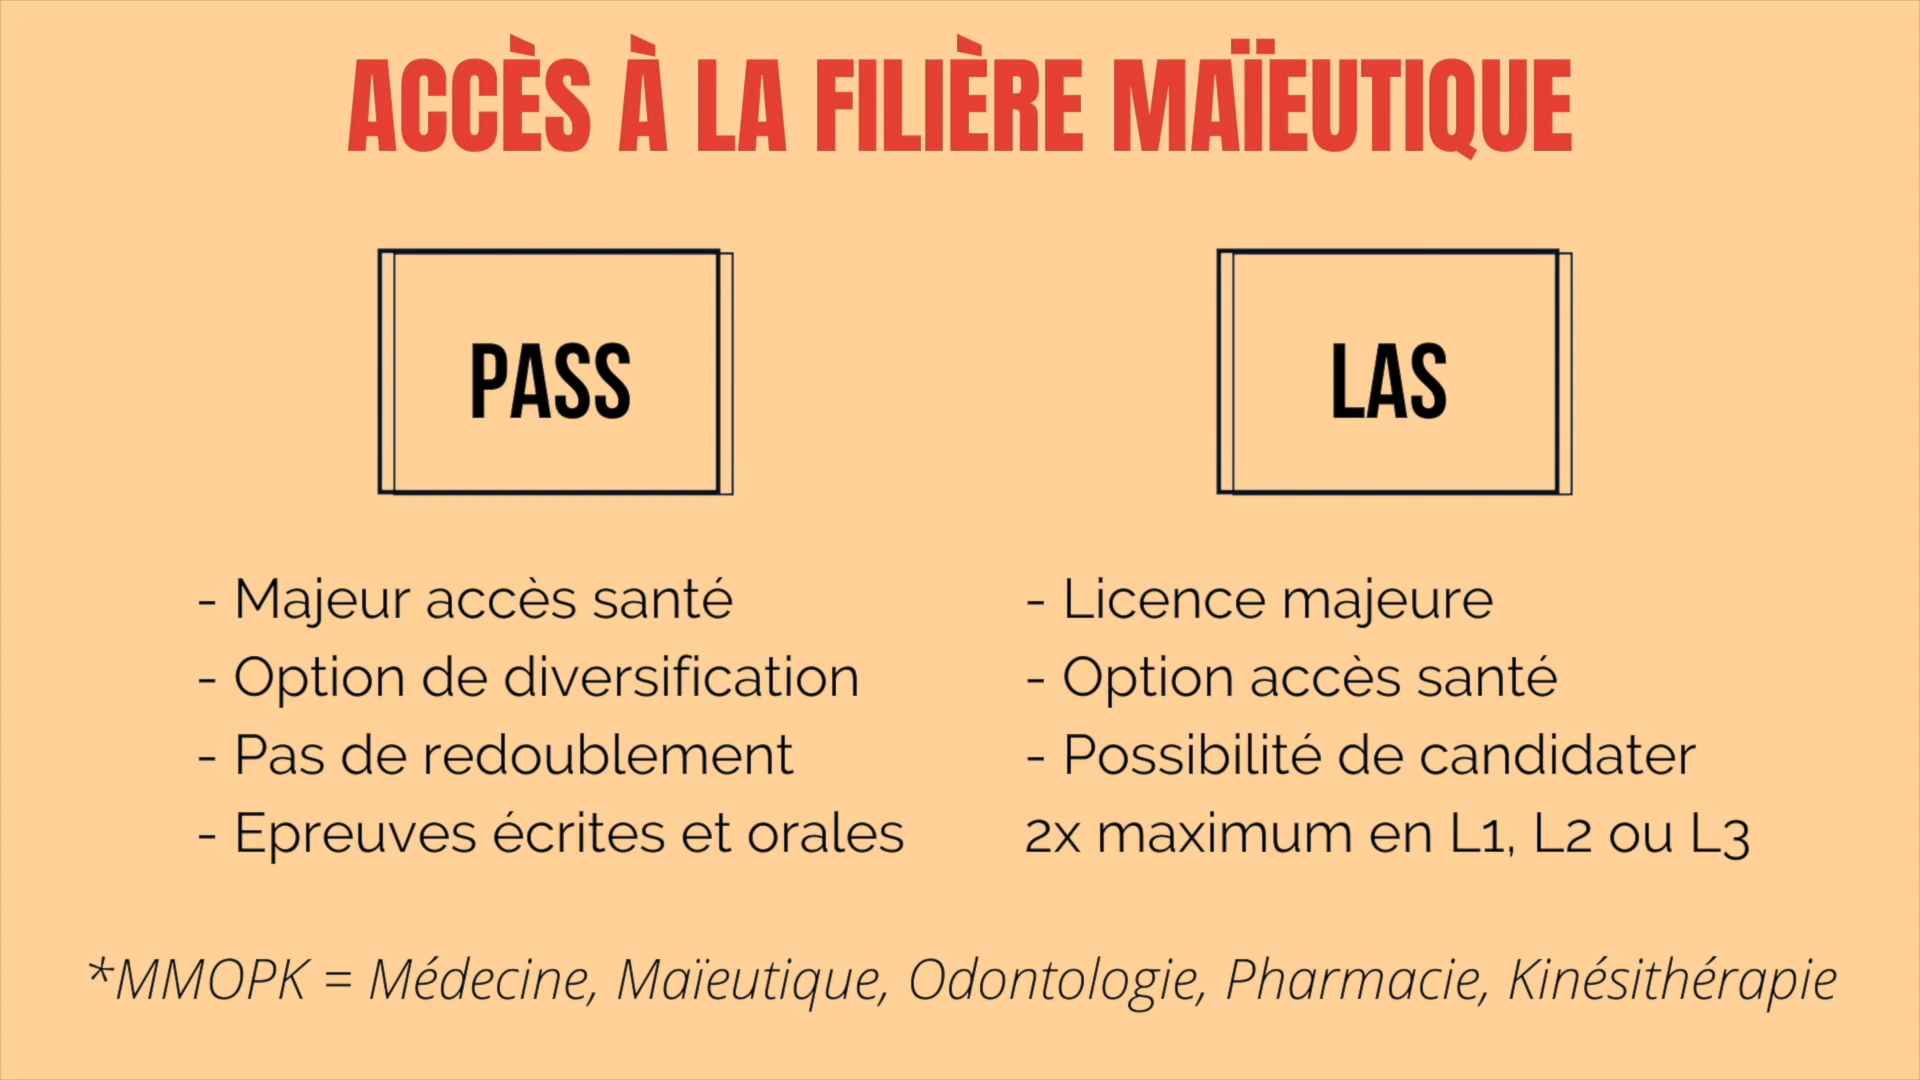 ACCÈS À LA FILIÈRE MAÏEUTIQUE
PASS
- Majeur accès santé
- Option de diversification
- Pas de redoublement
- Epreuves écrites et orales
LAS
- Licence majeure
- Option accès santé
- Possibilité de candidater
2x maximum en L1, L2 ou L3
*MMOPK = Médecine, Maïeutique, Odontologie, Pharmacie, Kinésithérapie